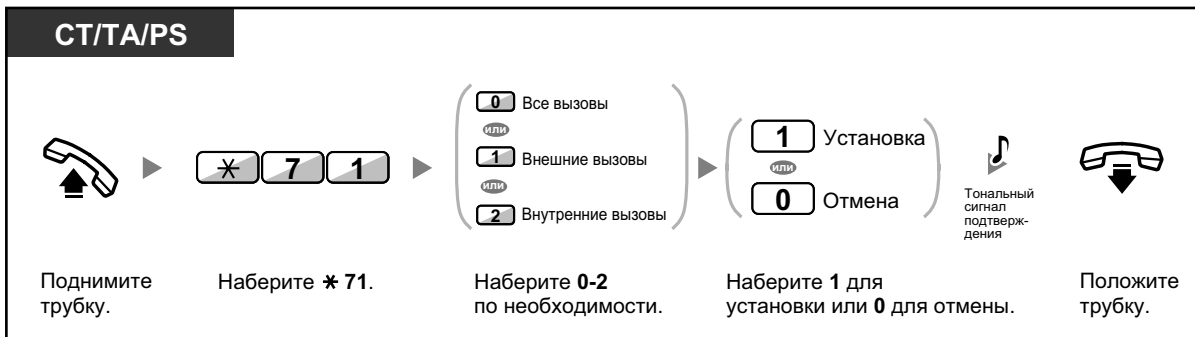 CT/TA/PS
0 Все вызовы
или
1 Внешние вызовы
или
2 Внутренние вызовы
✳ 7 1
1 Установка
или
0 Отмена
Тональный
сигнал
подтверж-
дения
Поднимите
трубку.
Наберите ✳ 71.
Наберите 0-2
по необходимости.
Наберите 1 для
установки или 0 для отмены.
Положите
трубку.